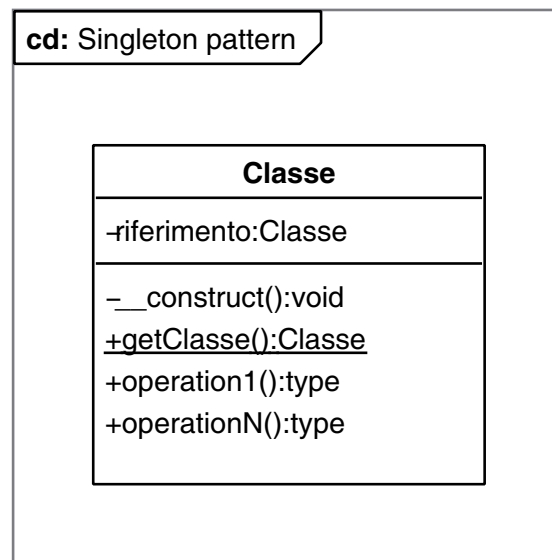 cd: Singleton pattern
Classe
-riferimento:Classe
-__construct():void
+getClasse():Classe
+operation1():type
+operationN():type